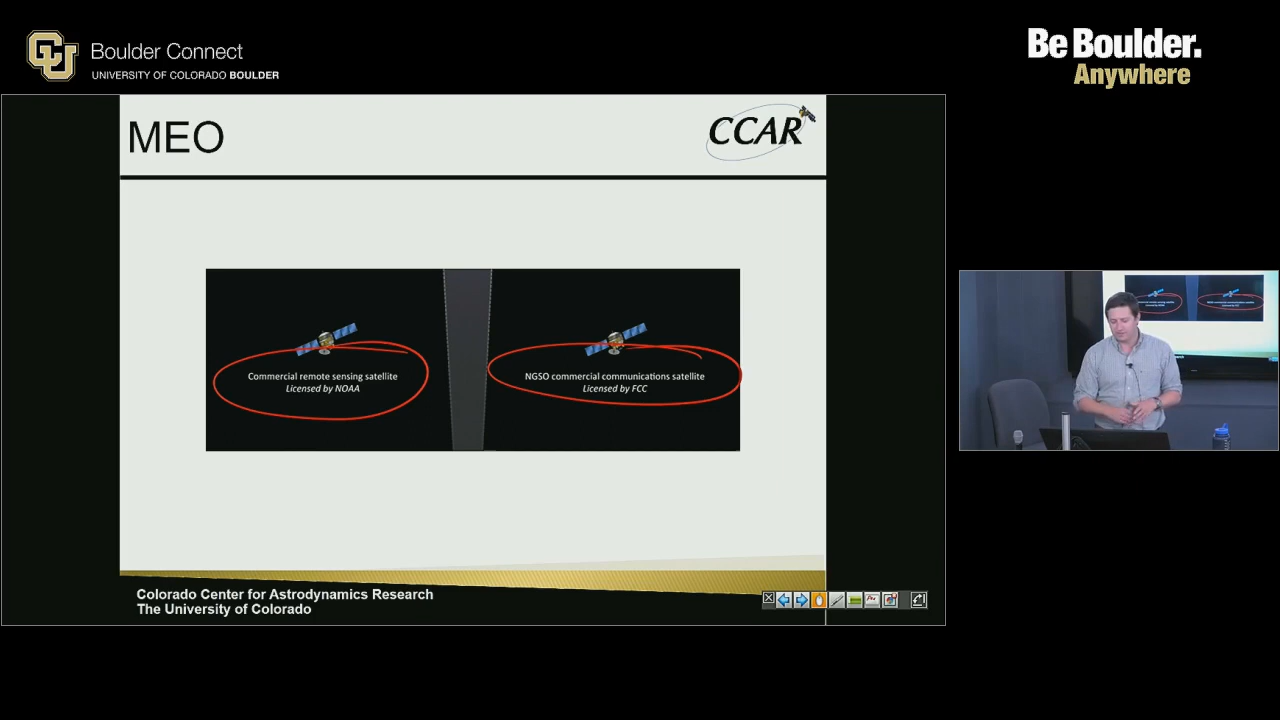 CU
Boulder Connect
UNIVERSITY OF COLORADO BOULDER
Be Boulder.
Anywhere
MEO
CCAR
Commercial remote sensing satellite
Licensed by NOAA
NGSO commercial communications satellite
Licensed by FCC
Colorado Center for Astrodynamics Research
The University of Colorado